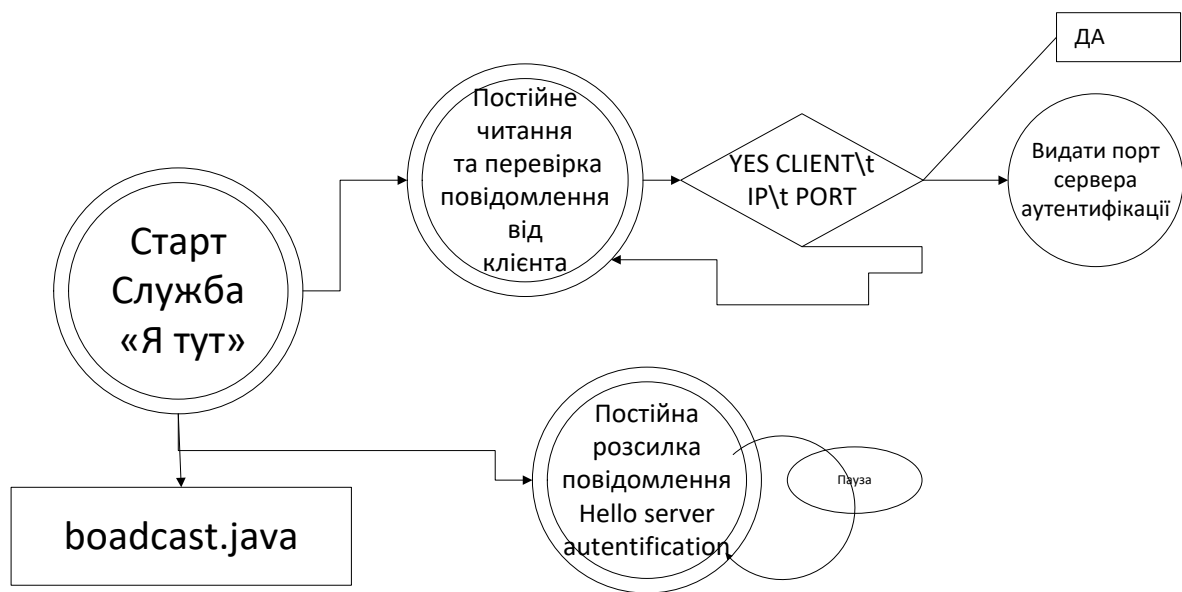 ДА
Постійне
читання
та перевірка
повідомлення
від
клієнта
YES CLIENT\t
IP\t PORT
Видати порт
сервера
аутентифікації
Старт
Служба
«Я тут»
Постійна
розсилка
повідомлення
Hello server
autentification
Пауза
boadcast.java